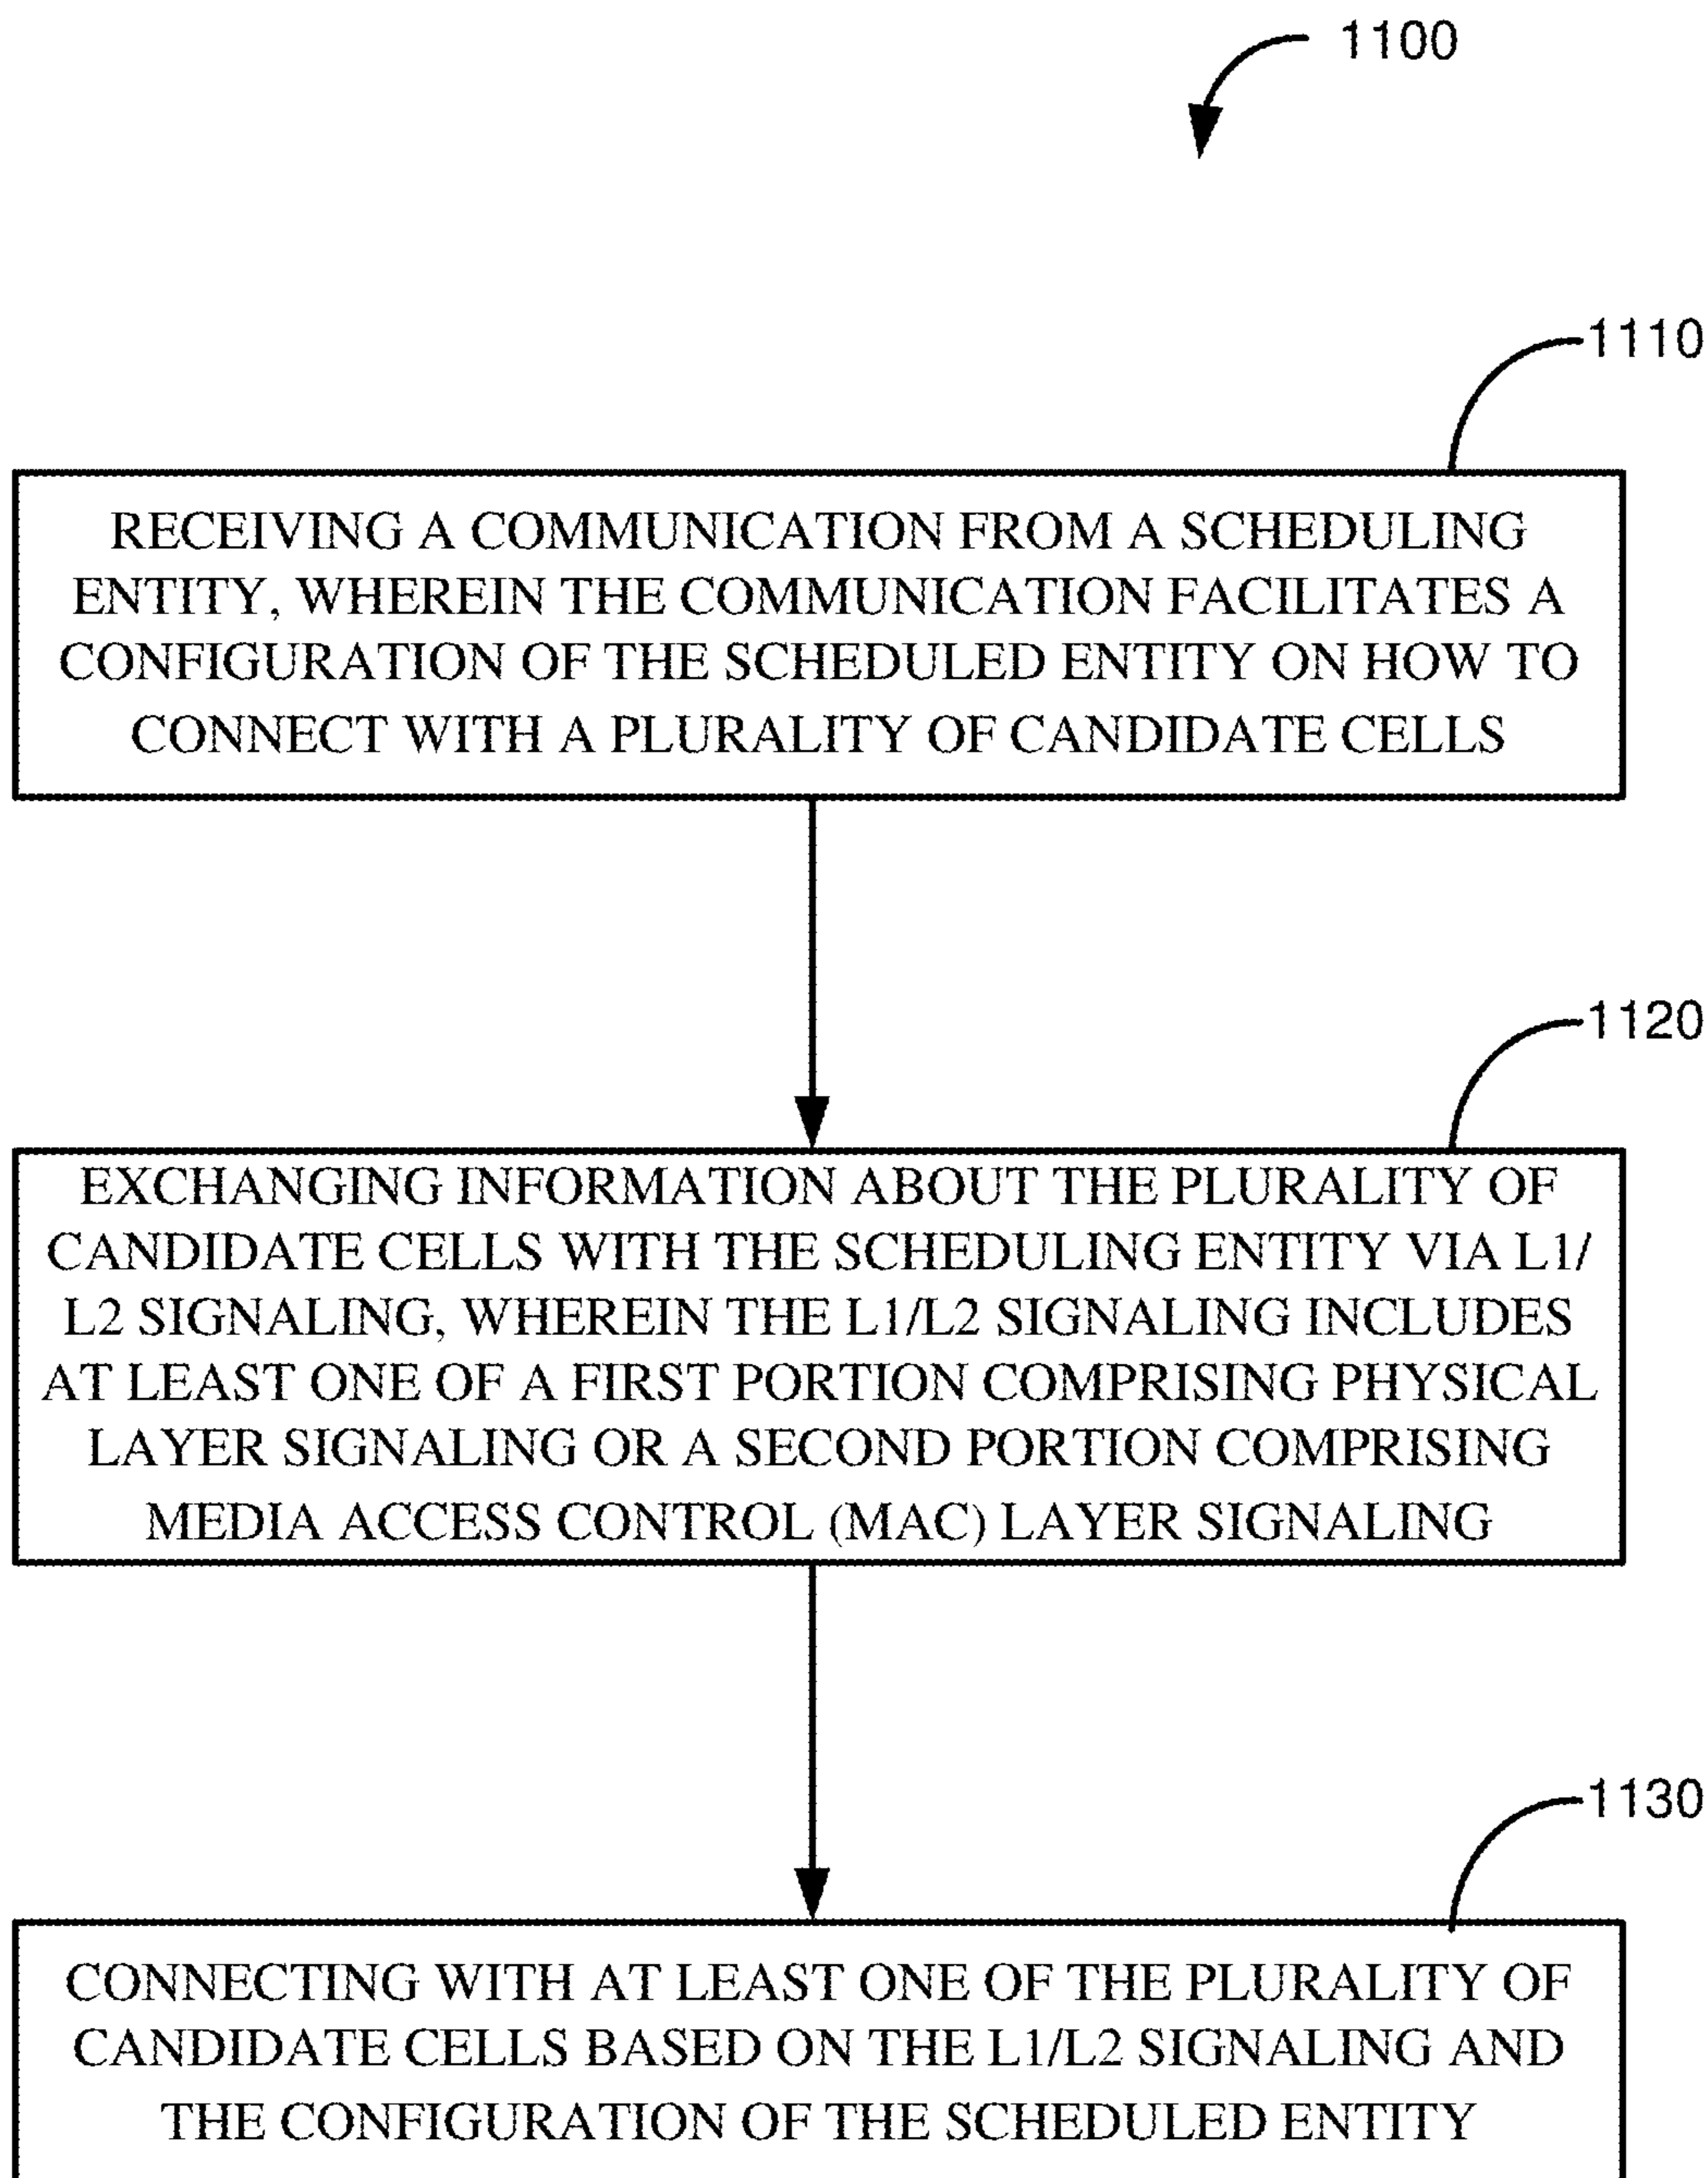 1100
1110
RECEIVING A COMMUNICATION FROM A SCHEDULING
ENTITY, WHEREIN THE COMMUNICATION FACILITATES A
CONFIGURATION OF THE SCHEDULED ENTITY ON HOW TO
CONNECT WITH A PLURALITY OF CANDIDATE CELLS
1120
EXCHANGING INFORMATION ABOUT THE PLURALITY OF
CANDIDATE CELLS WITH THE SCHEDULING ENTITY VIA L1/
L2 SIGNALING, WHEREIN THE L1/L2 SIGNALING INCLUDES
AT LEAST ONE OF A FIRST PORTION COMPRISING PHYSICAL
LAYER SIGNALING OR A SECOND PORTION COMPRISING
MEDIA ACCESS CONTROL (MAC) LAYER SIGNALING
1130
CONNECTING WITH AT LEAST ONE OF THE PLURALITY OF
CANDIDATE CELLS BASED ON THE L1/L2 SIGNALING AND
THE CONFIGURATION OF THE SCHEDULED ENTITY